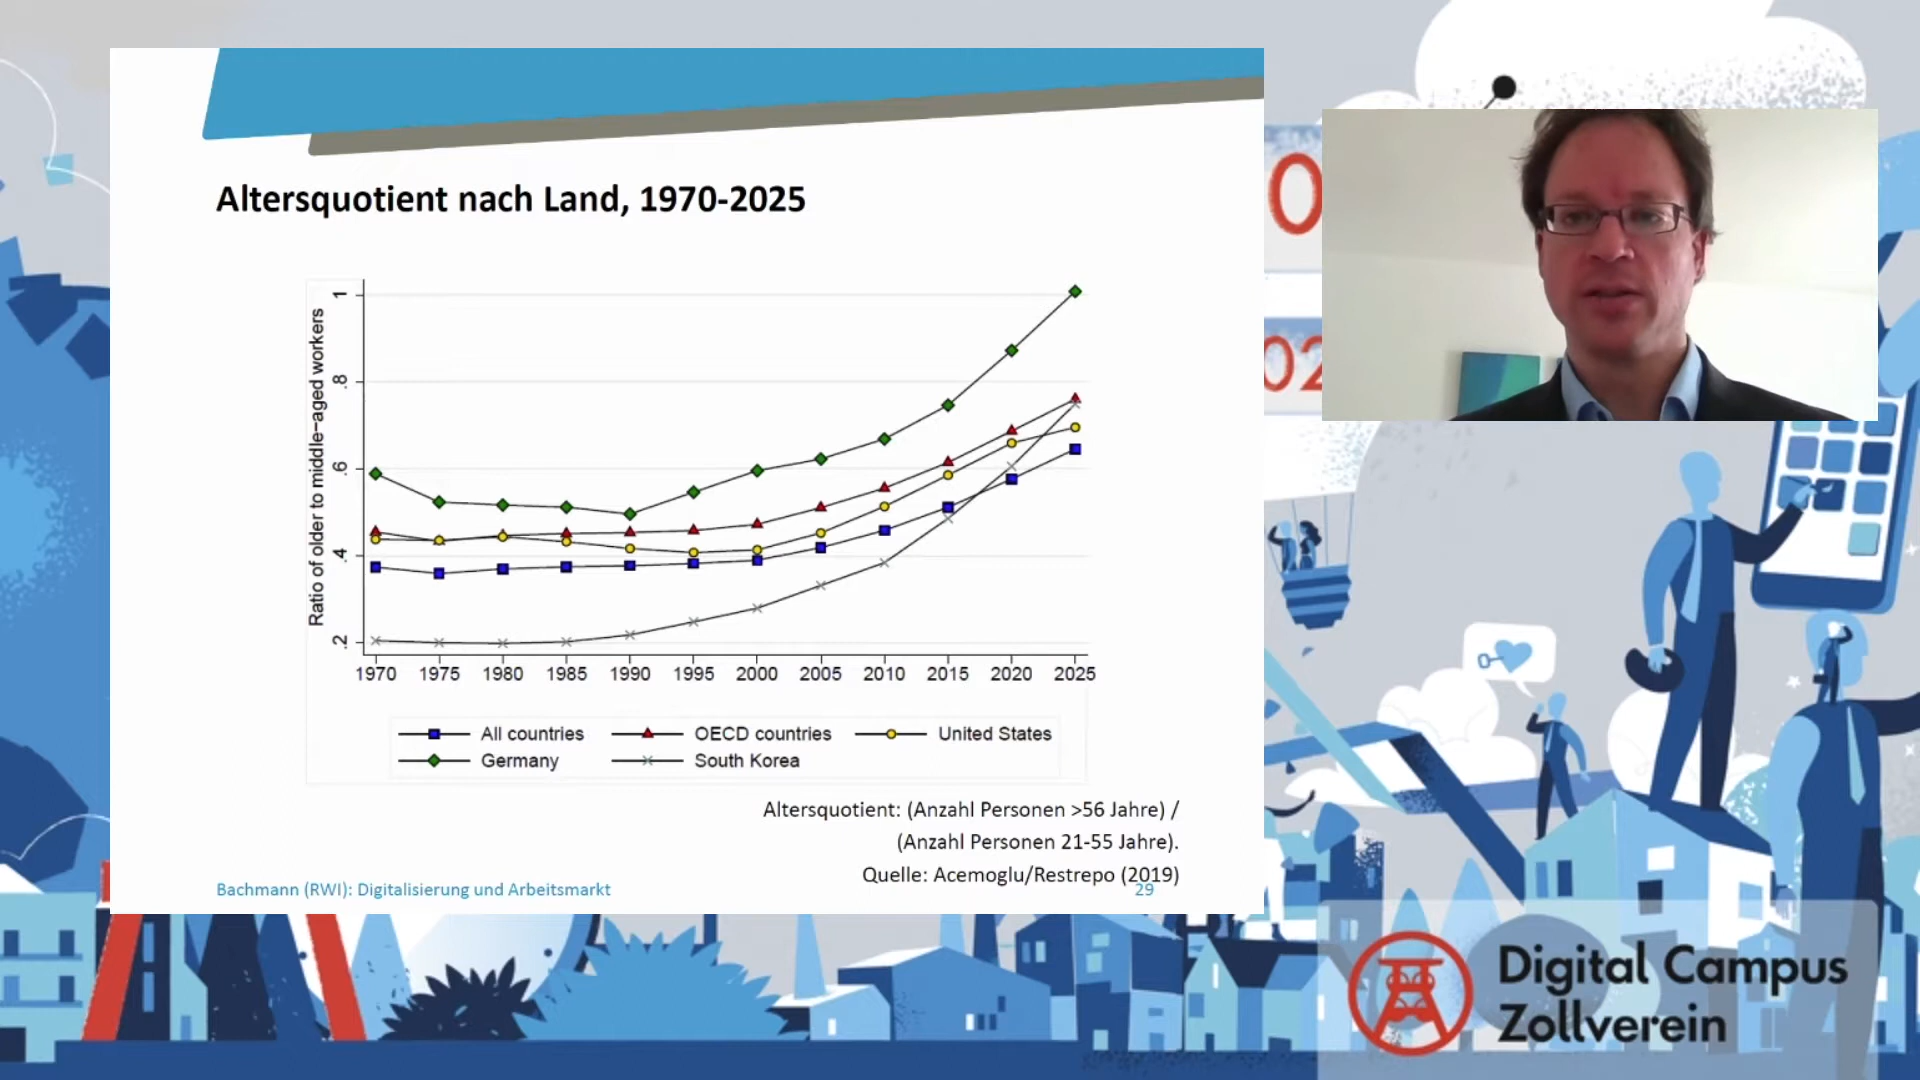 Altersquotient nach Land, 1970-2025
Ratio of older to middle-aged workers
1
.8
.6
.4
.2
1970 1975 1980 1985 1990 1995 2000 2005 2010 2015 2020 2025
All countries OECD countries United States
Germany South Korea
Altersquotient: (Anzahl Personen >56 Jahre) /
(Anzahl Personen 21-55 Jahre).
Quelle: Acemoglu/Restrepo (2019)
Bachmann (RWI): Digitalisierung und Arbeitsmarkt 29
Digital Campus
Zollverein